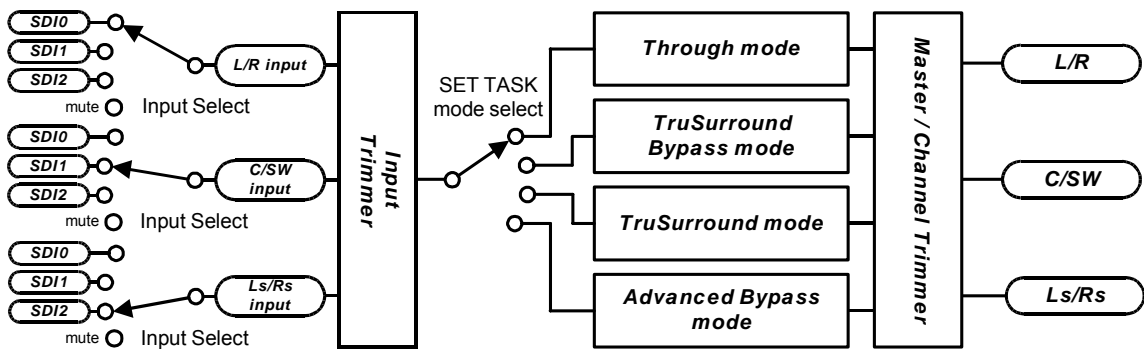 SDI0
SDI1
SDI2
mute
Input Select
L/R input
SDI0
SDI1
SDI2
mute
Input Select
C/SW
input
SDI0
SDI1
SDI2
mute
Input Select
Ls/Rs
input
Input
Trimmer
SET TASK
mode select
Through mode
TruSurround
Bypass mode
TruSurround mode
Advanced Bypass
mode
Master / Channel Trimmer
L/R
C/SW
Ls/Rs